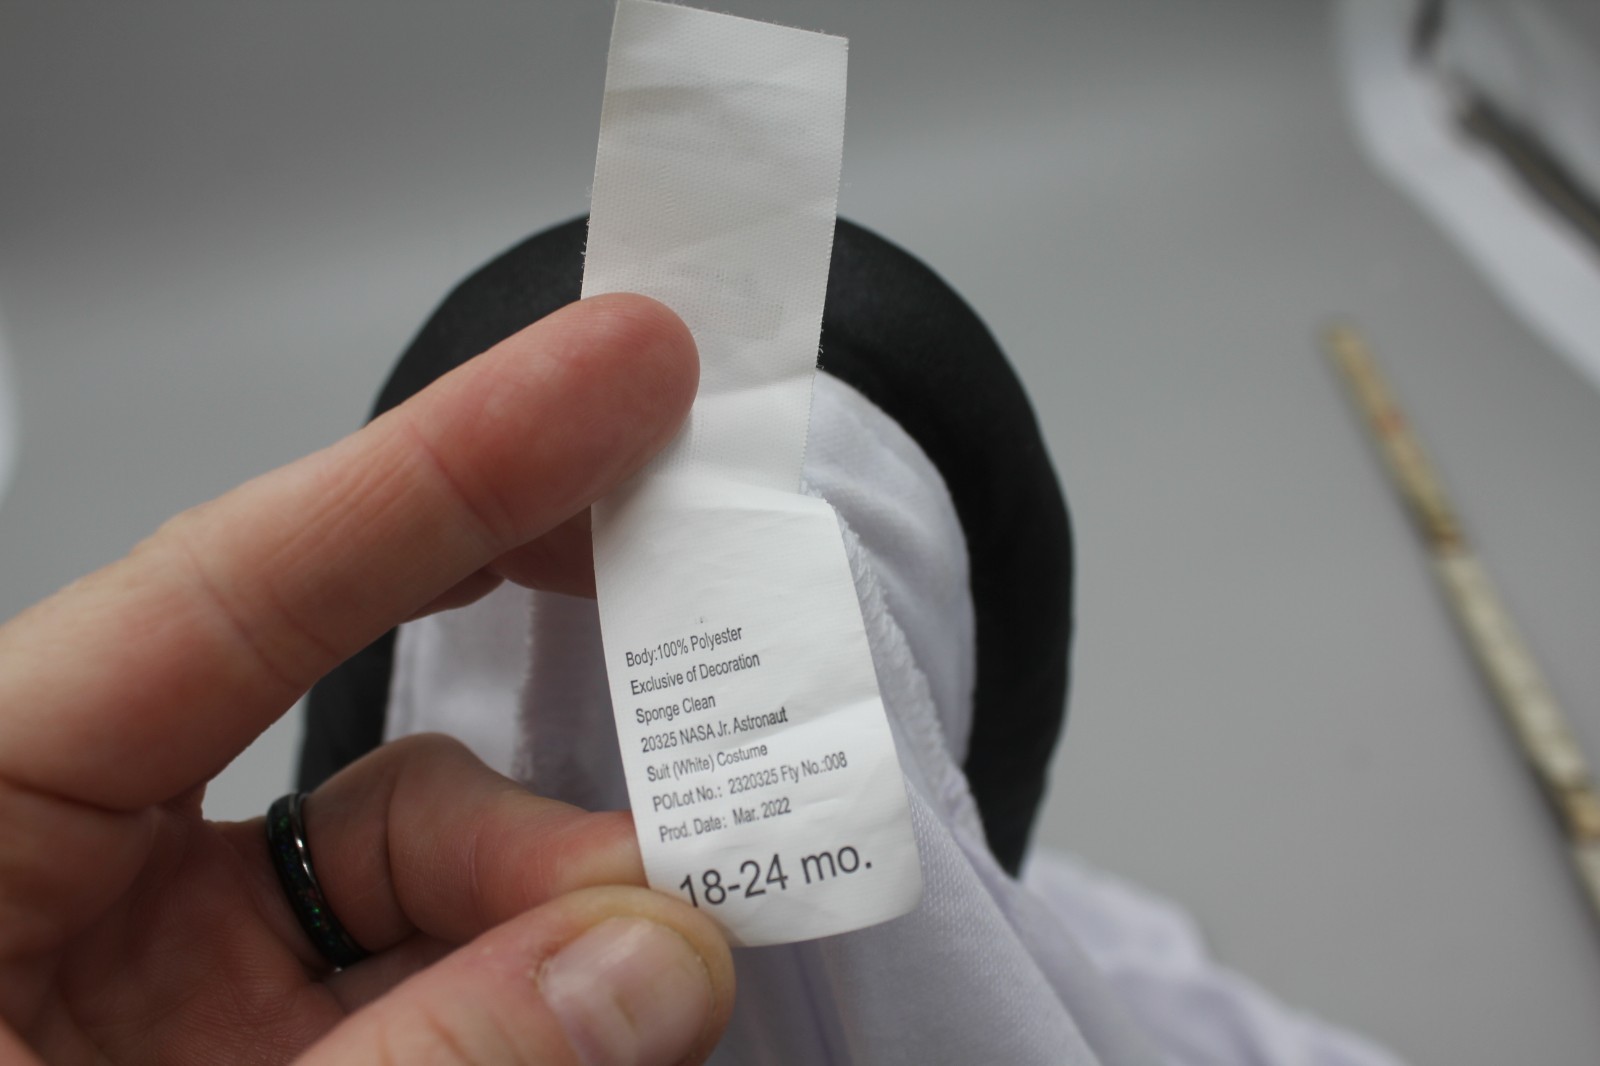 Body:100% Polyester
Exclusive of Decoration
Sponge Clean
20325 NASA Jr. Astronaut
Suit (White) Costume
PO/Lot No.: 2320325 Fty No.:008
Prod. Date: Mar. 2022
18-24 mo.